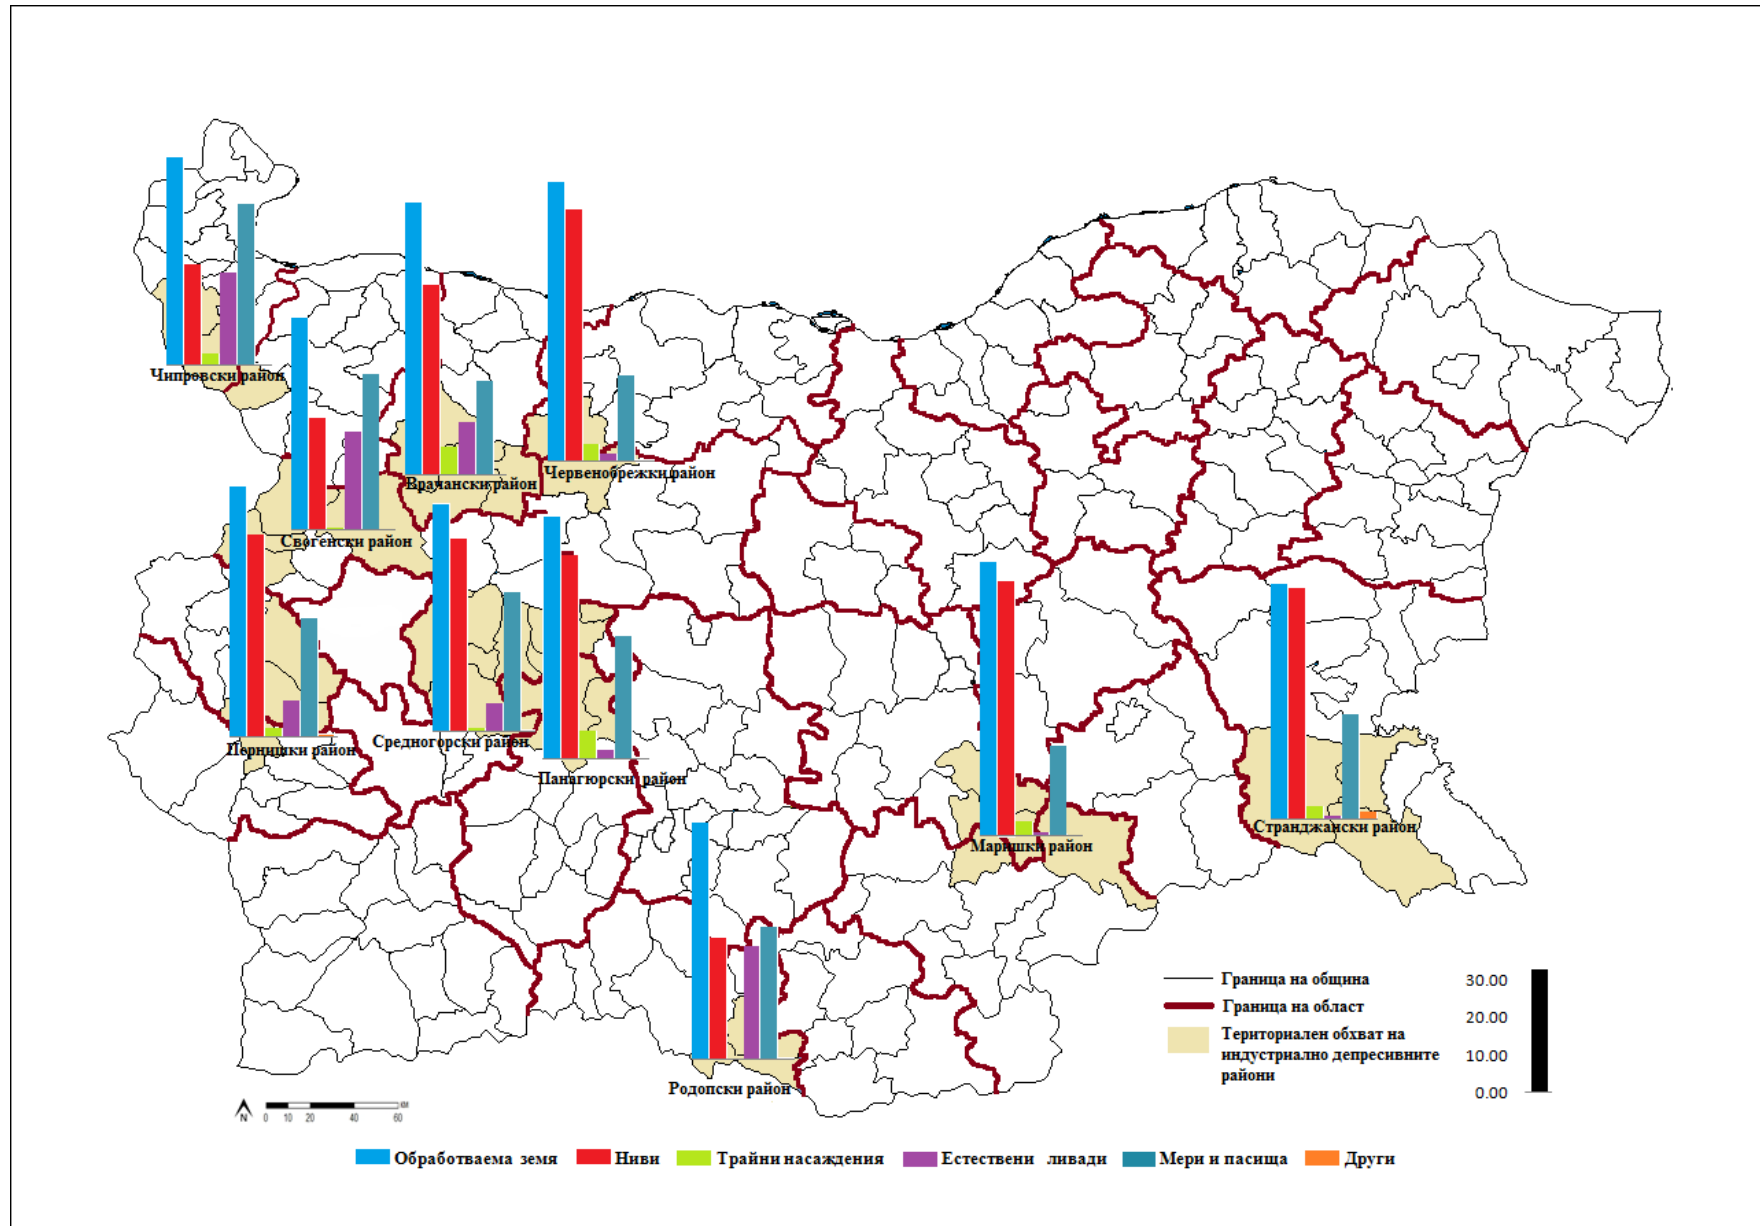 Чипровски район
Червенобрежки район
Врачански район
Свогенски район
Средногорски район
Пернишки район
Панагюрски район
Странджански район
Маришки район
Родопски район
Граница на община
Граница на област
Териториален обхват на
индустриално депресивните
райони
30.00
20.00
10.00
0.00
N
0 10 20 40 60 КМ
Обработваема земя Ниви Трайни насаждения Естествени ливади Мери и пасища Други